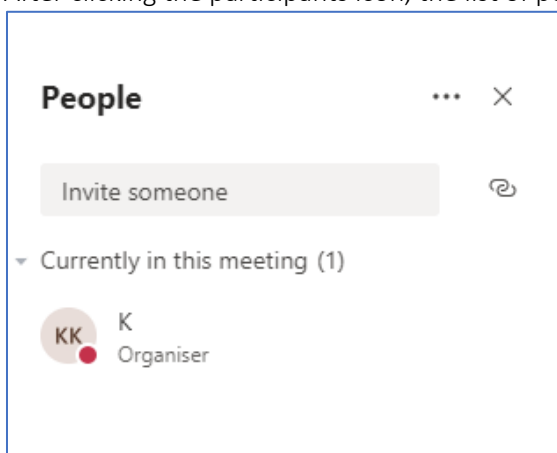 After clicking the participants icon, the list of p
People
Invite someone
Currently in this meeting (1)
KK
K
Organiser